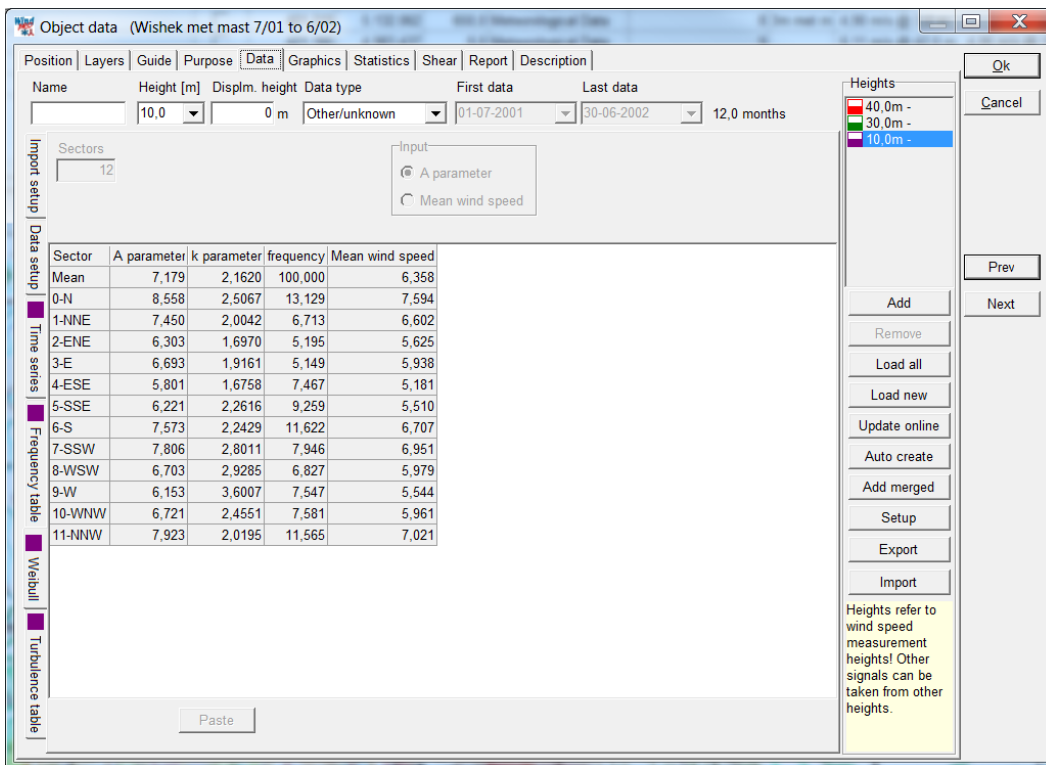 Object data (Wishek met mast 7/01 to 6/02)
Position Layers Guide Purpose Data Graphics Statistics Shear Report Description
Name Height [m] Displm. height Data type First data Last data
10,0 0 m Other/unknown 01-07-2001 30-06-2002 12,0 months
Import setup
Data setup
Time series
Frequency table
Weibull
Turbulence table
Sectors
12
Input
A parameter
Mean wind speed
Sector A parameter k parameter frequency Mean wind speed
Mean 7,179 2,1620 100,000 6,358
0-N 8,558 2,5067 13,129 7,594
1-NNE 7,450 2,0042 6,713 6,602
2-ENE 6,303 1,6970 5,195 5,625
3-E 6,693 1,9161 5,149 5,938
4-ESE 5,801 1,6758 7,467 5,181
5-SSE 6,221 2,2616 9,259 5,510
6-S 7,573 2,2429 11,622 6,707
7-SSW 7,806 2,8011 7,946 6,951
8-WSW 6,703 2,9285 6,827 5,979
9-W 6,153 3,6007 7,547 5,544
10-WNW 6,721 2,4551 7,581 5,961
11-NNW 7,923 2,0195 11,565 7,021
Paste
Heights
40,0m -
30,0m -
10,0m -
Add
Remove
Load all
Load new
Update online
Auto create
Add merged
Setup
Export
Import
Heights refer to
wind speed
measurement
heights! Other
signals can be
taken from other
heights.
Ok
Cancel
Prev
Next